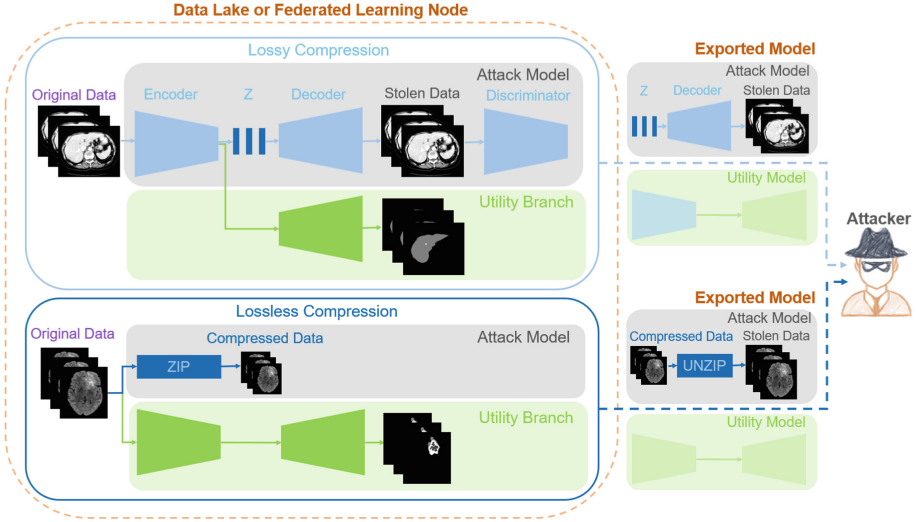 Data Lake or Federated Learning Node
Lossy Compression
Attack Model
Original Data
Encoder
Z
Decoder
Stolen Data
Discriminator
Utility Branch
Exported Model
Attack Model
Z
Decoder
Stolen Data
Utility Model
Attacker
Lossless Compression
Original Data
Compressed Data
Attack Model
ZIP
Utility Branch
Exported Model
Attack Model
Compressed Data
Stolen Data
UNZIP
Utility Model